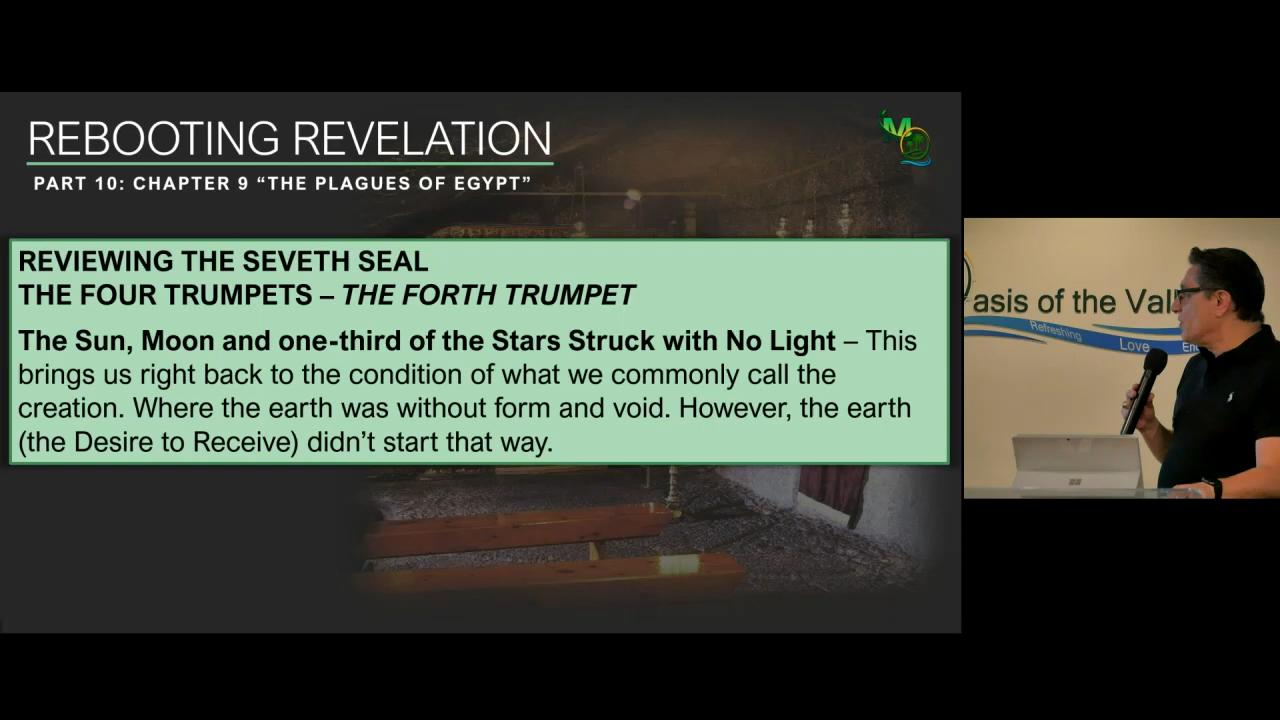 REBOOTING REVELATION
PART 10: CHAPTER 9 “THE PLAGUES OF EGYPT”
MO
REVIEWING THE SEVETH SEAL
THE FOUR TRUMPETS – THE FORTH TRUMPET
The Sun, Moon and one-third of the Stars Struck with No Light – This
brings us right back to the condition of what we commonly call the
creation. Where the earth was without form and void. However, the earth
(the Desire to Receive) didn’t start that way.
asis of the Vall
Refreshing
Love
En